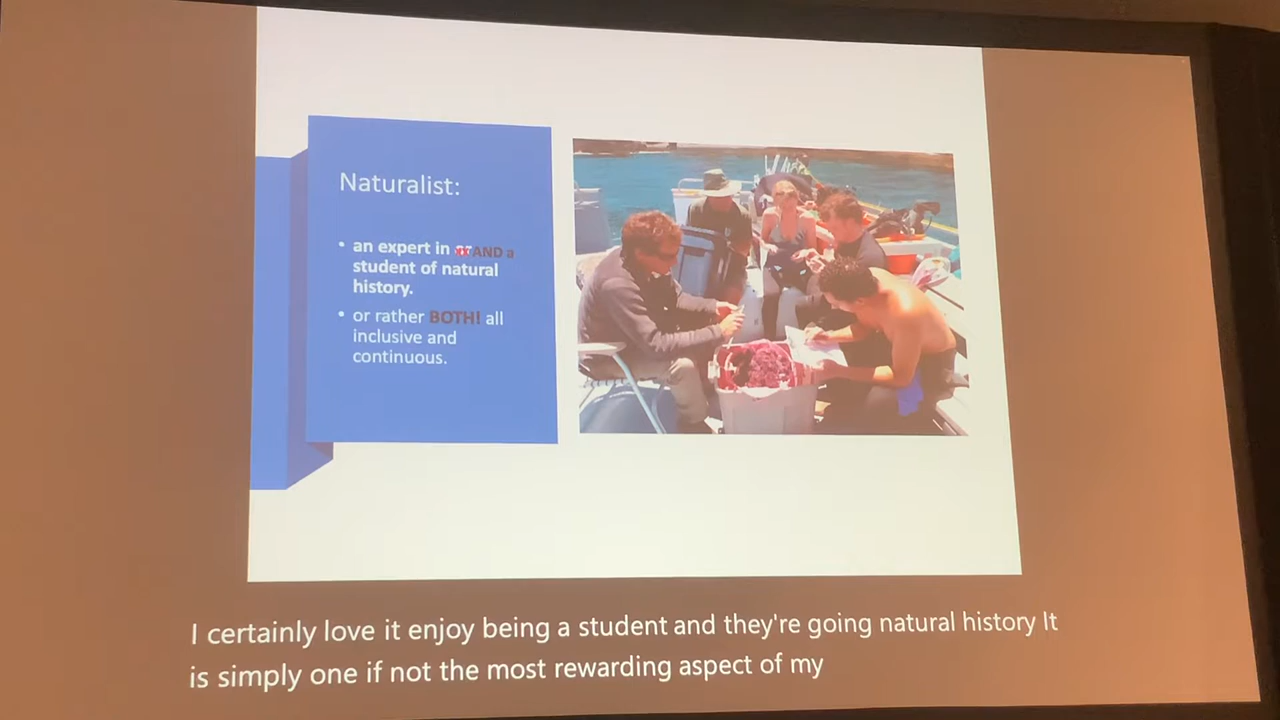 Naturalist:
• an expert in or AND a
student of natural
history.
• or rather BOTH! all
inclusive and
continuous.
I certainly love it enjoy being a student and they're going natural history It
is simply one if not the most rewarding aspect of my